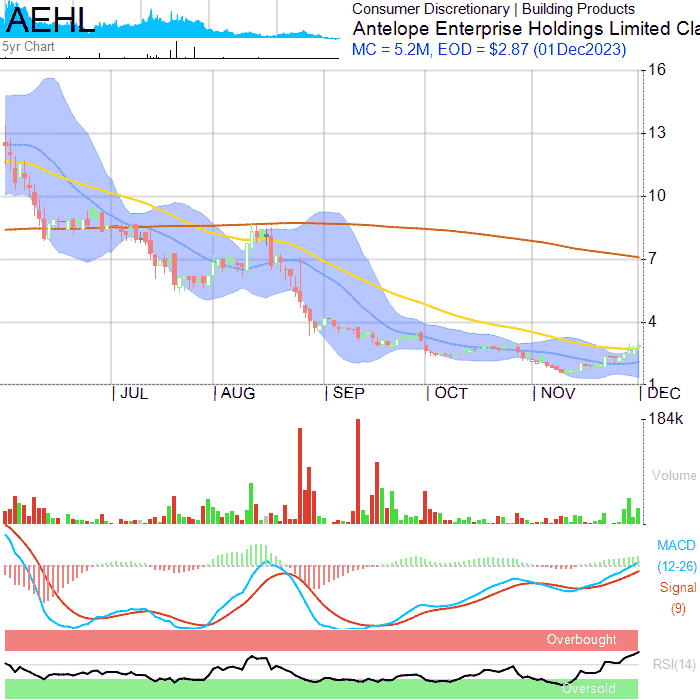 AEHL
5yr Chart
Consumer Discretionary | Building Products
Antelope Enterprise Holdings Limited Cla
MC = 5.2M, EOD = $2.87 (01Dec2023)
16
13
10
7
4
1
JUL AUG SEP OCT NOV DEC
184k
Volume
MACD
(12-26)
Signal
(9)
Overbought
RSI(14)
Oversold